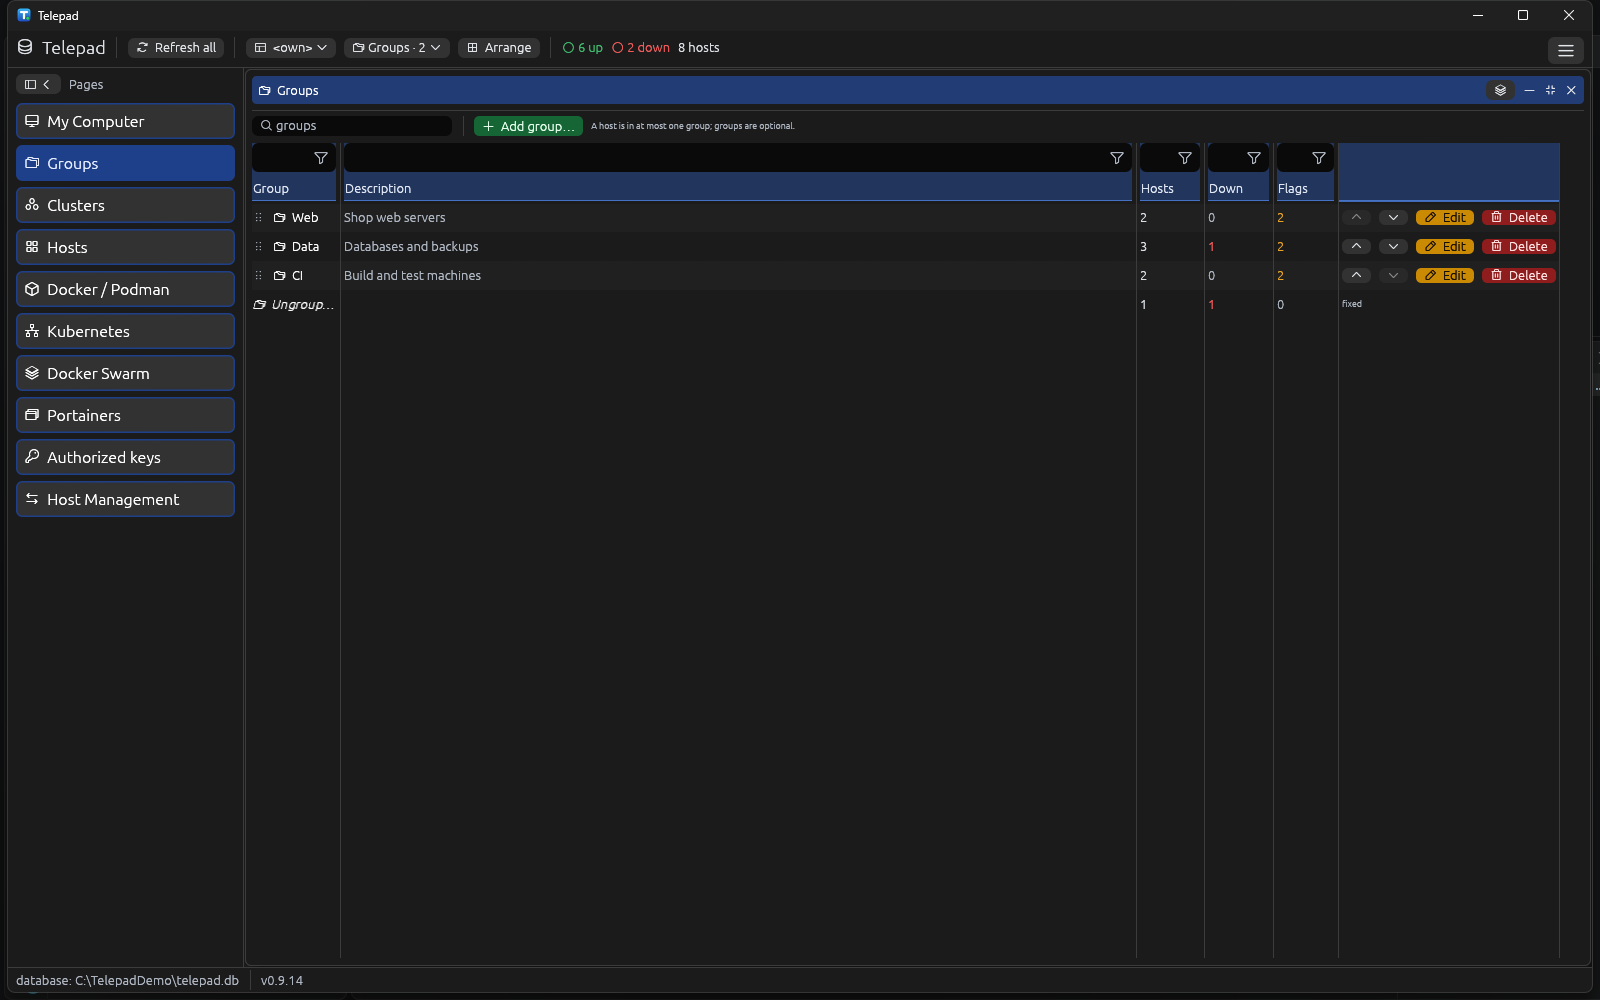 Telepad
Telepad Refresh all <own> Groups · 2 Arrange 6 up 2 down 8 hosts
Pages
My Computer
Groups
Clusters
Hosts
Docker / Podman
Kubernetes
Docker Swarm
Portainers
Authorized keys
Host Management
Groups
groups Add group... A host is in at most one group; groups are optional.
Group Description Hosts Down Flags
Web Shop web servers 2 0 2 Edit Delete
Data Databases and backups 3 1 2 Edit Delete
CI Build and test machines 2 0 2 Edit Delete
Ungroup... 1 1 0 fixed
database: C:\TelepadDemo\telepad.db v0.9.14